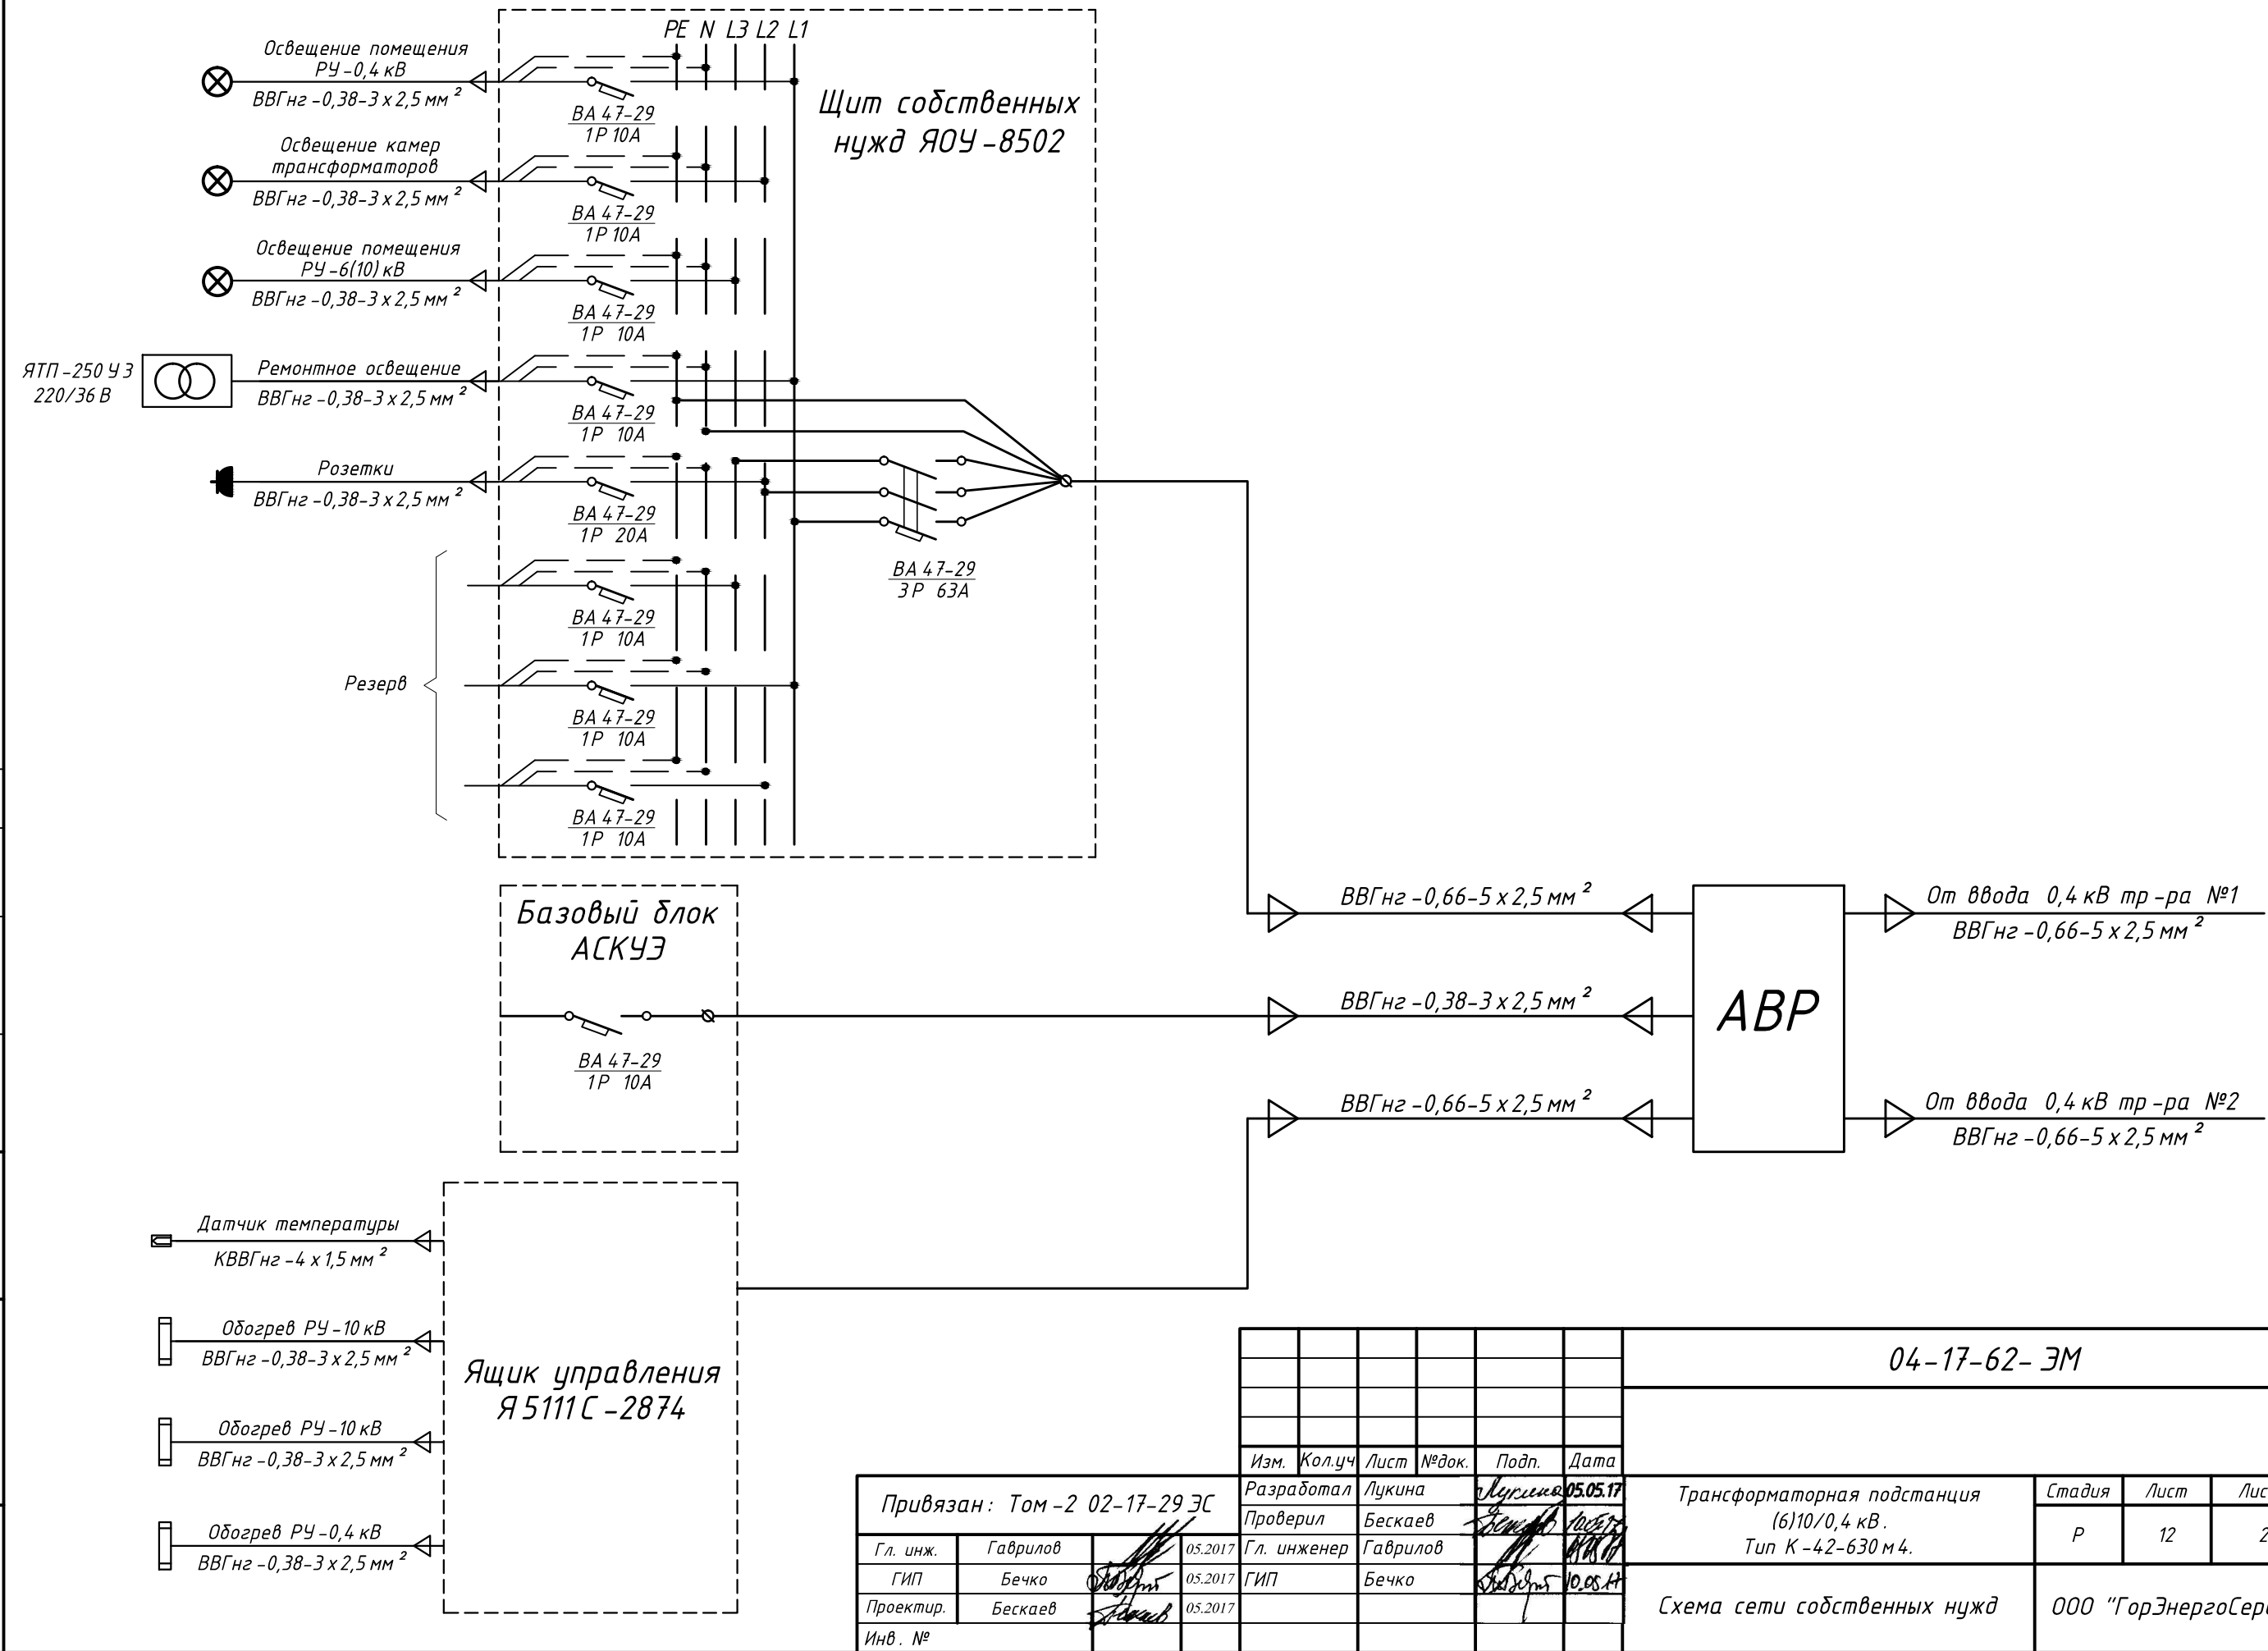 PE N L3 L2 L1
Освещение помещения
РУ-0,4 кВ
ВВГнг-0,38-3 x 2,5 мм²
ВА 47-29
1Р 10А
Щит собственных
нужд ЯОУ-8502
Освещение камер
трансформаторов
ВВГнг-0,38-3 x 2,5 мм²
ВА 47-29
1Р 10А
Освещение помещения
РУ-6(10) кВ
ВВГнг-0,38-3 x 2,5 мм²
ВА 47-29
1Р 10А
ЯТП-250 У3
220/36 В
Ремонтное освещение
ВВГнг-0,38-3 x 2,5 мм²
ВА 47-29
1Р 10А
Розетки
ВВГнг-0,38-3 x 2,5 мм²
ВА 47-29
1Р 20А
ВА 47-29
3Р 63А
Резерв
ВА 47-29
1Р 10А
ВА 47-29
1Р 10А
ВА 47-29
1Р 10А
Базовый блок
АСКУЭ
ВА 47-29
1Р 10А
ВВГнг-0,66-5 x 2,5 мм²
ВВГнг-0,38-3 x 2,5 мм²
ВВГнг-0,66-5 x 2,5 мм²
АВР
От ввода 0,4 кВ тр-ра №1
ВВГнг-0,66-5 x 2,5 мм²
От ввода 0,4 кВ тр-ра №2
ВВГнг-0,66-5 x 2,5 мм²
Датчик температуры
КВВГнг-4 x 1,5 мм²
Обогрев РУ-10 кВ
ВВГнг-0,38-3 x 2,5 мм²
Обогрев РУ-10 кВ
ВВГнг-0,38-3 x 2,5 мм²
Обогрев РУ-0,4 кВ
ВВГнг-0,38-3 x 2,5 мм²
Ящик управления
Я 5111С-2874
04-17-62-ЭМ
Изм. Кол.уч Лист №док. Подп. Дата
Разработал Лукина Лукина 05.05.17
Проверил Бескаев
Гл. инженер Гаврилов
ГИП Бечко 10.05.17
Привязан: Том-2 02-17-29 ЭС
Гл. инж. Гаврилов 05.2017
ГИП Бечко 05.2017
Проектир. Бескаев 05.2017
Инв. №
Трансформаторная подстанция
(6)10/0,4 кВ.
Тип К-42-630 м4.
Стадия Лист
Р 12 2
Схема сети собственных нужд
ООО "ГорЭнергоСер